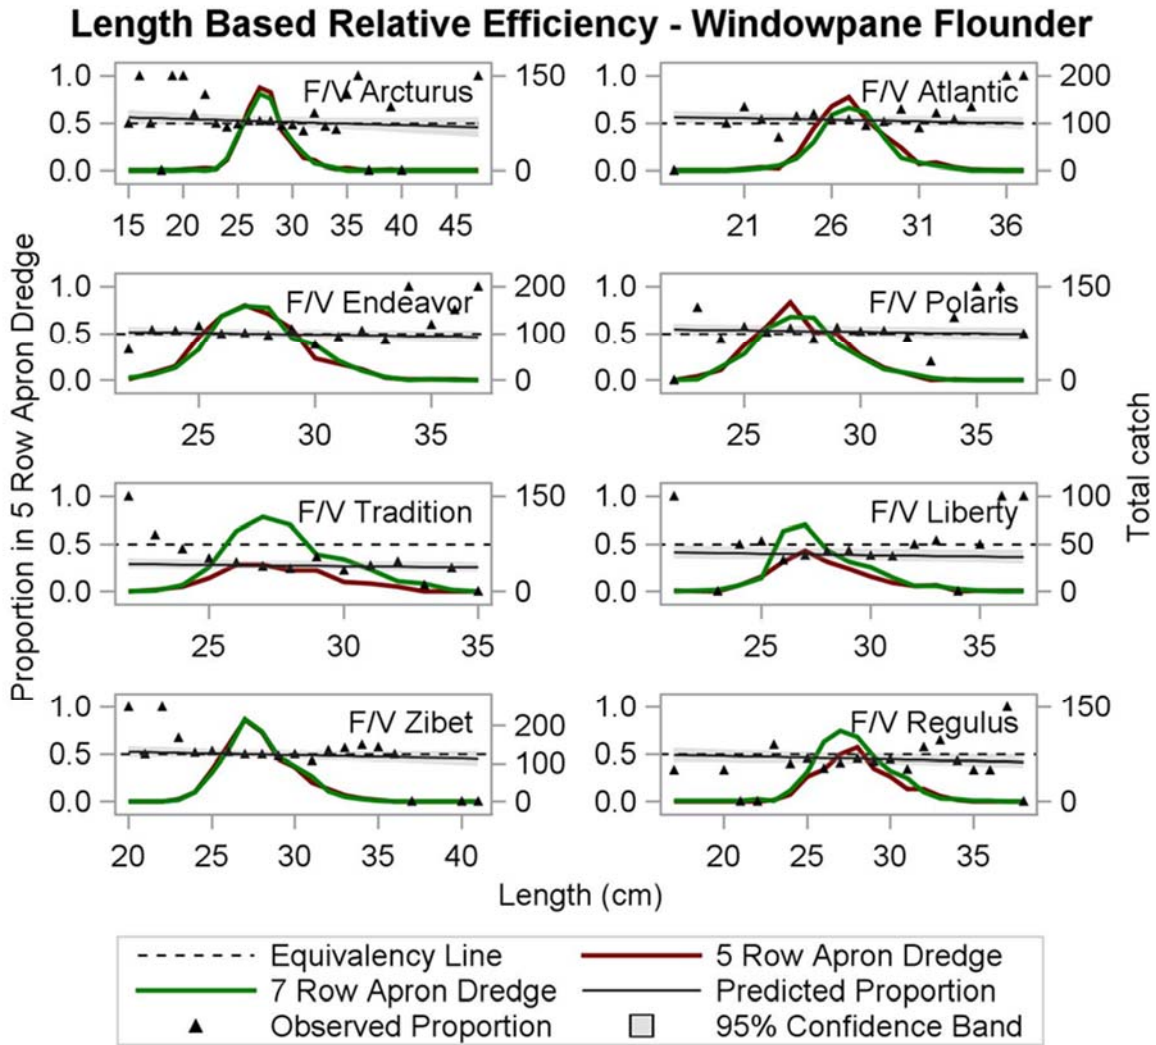 Length Based Relative Efficiency - Windowpane Flounder
Proportion in 5 Row Apron Dredge
Total catch
F/V Arcturus
1.0
0.5
0.0
150
100
0
15 20 25 30 35 40 45
F/V Atlantic
1.0
0.5
0.0
200
100
0
21 26 31 36
F/V Endeavor
1.0
0.5
0.0
200
100
0
25 30 35
F/V Polaris
1.0
0.5
0.0
150
0
25 30 35
F/V Tradition
1.0
0.5
0.0
150
0
25 30 35
F/V Liberty
1.0
0.5
0.0
100
50
0
25 30 35
F/V Zibet
1.0
0.5
0.0
200
100
0
20 25 30 35 40
F/V Regulus
1.0
0.5
0.0
150
0
20 25 30 35
Length (cm)
Equivalency Line
5 Row Apron Dredge
7 Row Apron Dredge
Predicted Proportion
Observed Proportion
95% Confidence Band